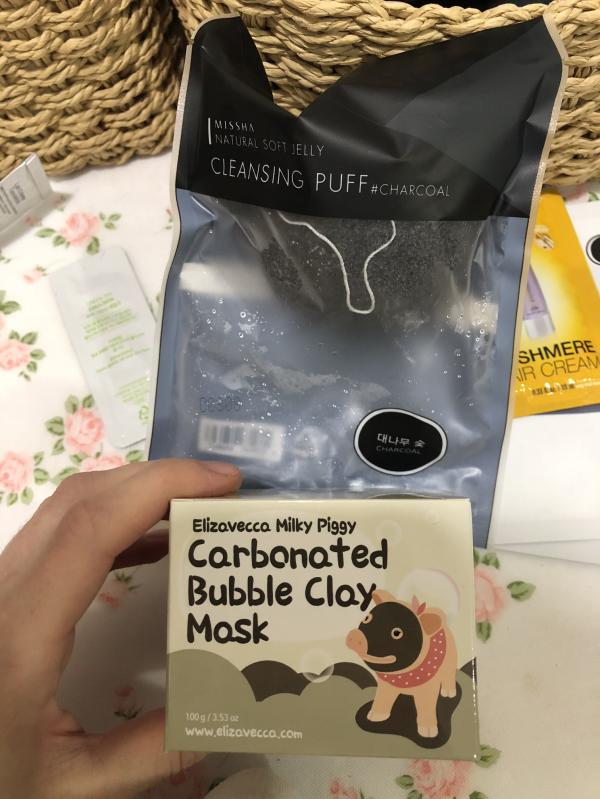 MISSHA
NATURAL SOFT JELLY
CLEANSING PUFF #CHARCOAL
대나무 숯
CHARCOAL
SHMERE
IR CREAM
Elizavecca Milky Piggy
Carbonated
Bubble Clay
Mask
100g / 3.53 oz
www.elizavecca.com